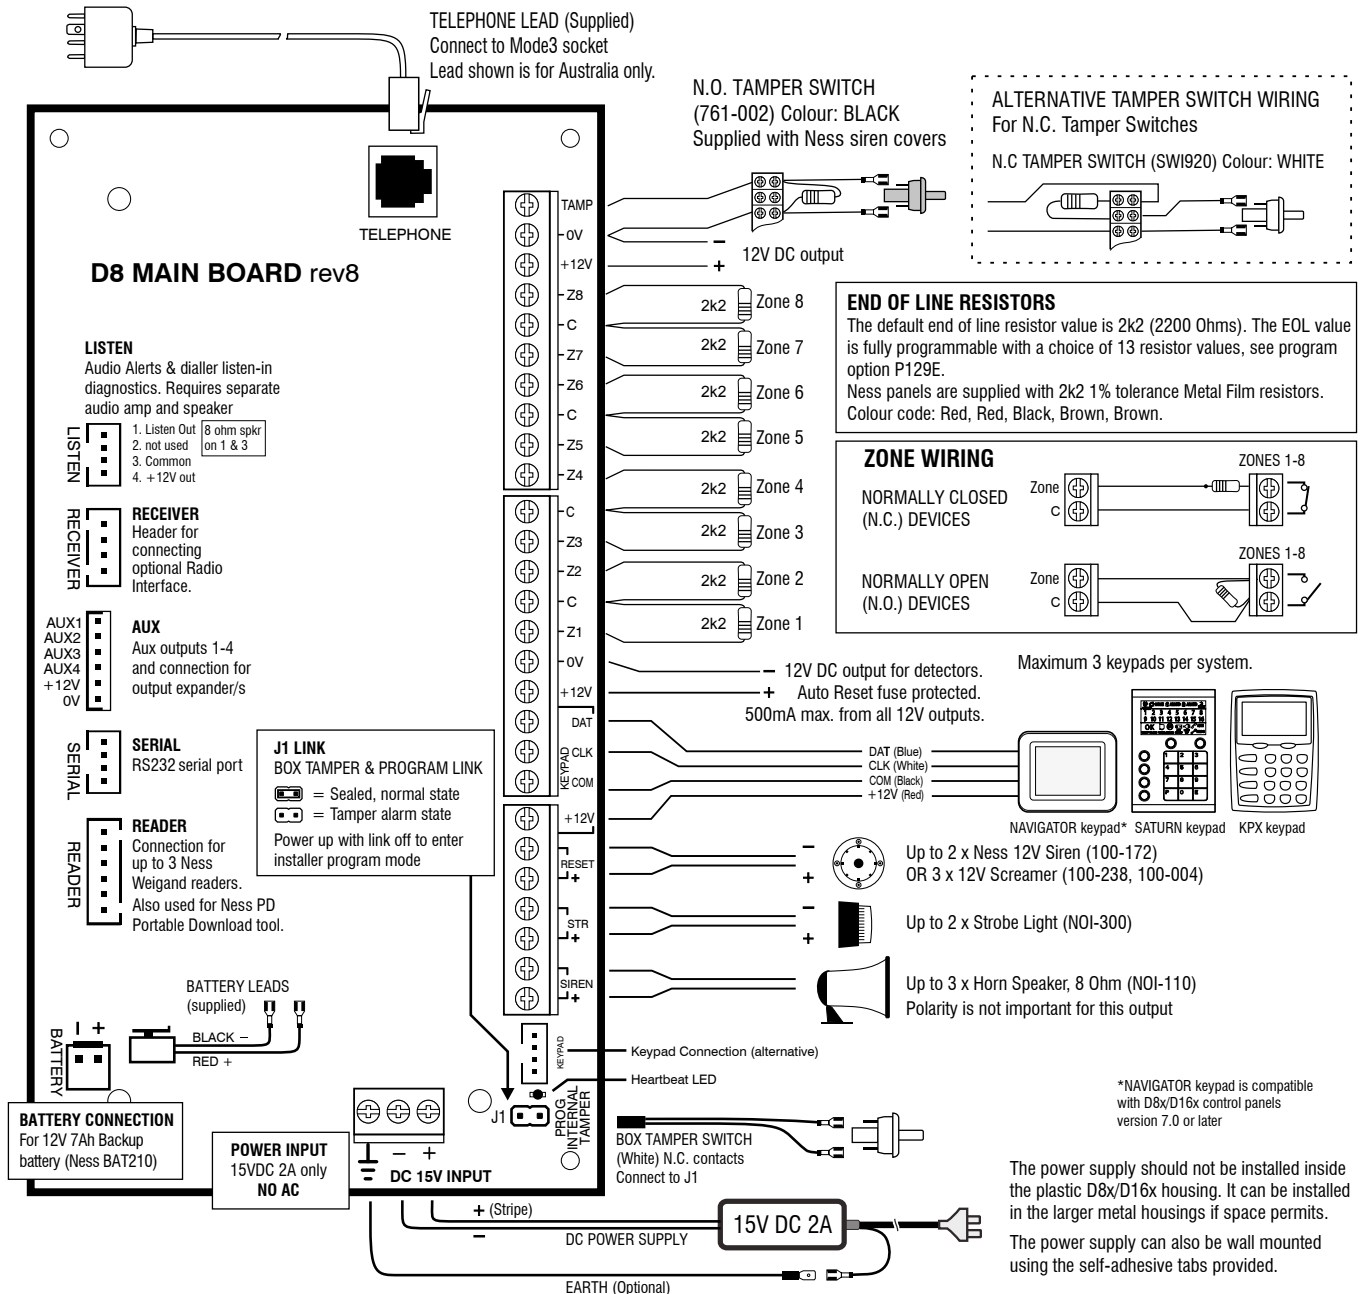 TELEPHONE LEAD (Supplied)
Connect to Mode3 socket
Lead shown is for Australia only.
N.O. TAMPER SWITCH
(761-002) Colour: BLACK
Supplied with Ness siren covers
ALTERNATIVE TAMPER SWITCH WIRING
For N.C. Tamper Switches
N.C TAMPER SWITCH (SWI920) Colour: WHITE
TELEPHONE
D8 MAIN BOARD rev8
TAMP
0V
+12V
Z8
C
Z7
Z6
C
Z5
Z4
C
Z3
Z2
C
Z1
0V
+12V
DAT
CLK
COM
KEYPAD
+12V
RESET
+
STR
+
SIREN
+
–
+
12V DC output
2k2 Zone 8
2k2 Zone 7
2k2 Zone 6
2k2 Zone 5
2k2 Zone 4
2k2 Zone 3
2k2 Zone 2
2k2 Zone 1
END OF LINE RESISTORS
The default end of line resistor value is 2k2 (2200 Ohms). The EOL value
is fully programmable with a choice of 13 resistor values, see program
option P129E.
Ness panels are supplied with 2k2 1% tolerance Metal Film resistors.
Colour code: Red, Red, Black, Brown, Brown.
ZONE WIRING
NORMALLY CLOSED
(N.C.) DEVICES
Zone
C
ZONES 1-8
NORMALLY OPEN
(N.O.) DEVICES
Zone
C
ZONES 1-8
LISTEN
Audio Alerts & dialler listen-in
diagnostics. Requires separate
audio amp and speaker
LISTEN
1. Listen Out
2. not used
3. Common
4. +12V out
8 ohm spkr
on 1 & 3
RECEIVER
RECEIVER
Header for
connecting
optional Radio
Interface.
AUX1
AUX2
AUX3
AUX4
+12V
0V
AUX
Aux outputs 1-4
and connection for
output expander/s
SERIAL
SERIAL
RS232 serial port
READER
READER
Connection for
up to 3 Ness
Weigand readers.
Also used for Ness PD
Portable Download tool.
J1 LINK
BOX TAMPER & PROGRAM LINK
= Sealed, normal state
= Tamper alarm state
Power up with link off to enter
installer program mode
– 12V DC output for detectors.
+ Auto Reset fuse protected.
500mA max. from all 12V outputs.
Maximum 3 keypads per system.
DAT (Blue)
CLK (White)
COM (Black)
+12V (Red)
OK
1 2 3 4 5 6 7 8
9 10 11 12 13 14 15 16
NAVIGATOR keypad* SATURN keypad KPX keypad
–
+
Up to 2 x Ness 12V Siren (100-172)
OR 3 x 12V Screamer (100-238, 100-004)
–
+
Up to 2 x Strobe Light (NOI-300)
Up to 3 x Horn Speaker, 8 Ohm (NOI-110)
Polarity is not important for this output
BATTERY LEADS
(supplied)
BLACK –
RED +
– +
BATTERY
BATTERY CONNECTION
For 12V 7Ah Backup
battery (Ness BAT210)
POWER INPUT
15VDC 2A only
NO AC
– +
DC 15V INPUT
KEYPAD
Keypad Connection (alternative)
Heartbeat LED
J1
PROG
INTERNAL
TAMPER
BOX TAMPER SWITCH
(White) N.C. contacts
Connect to J1
*NAVIGATOR keypad is compatible
with D8x/D16x control panels
version 7.0 or later
+ (Stripe)
–
DC POWER SUPPLY
15V DC 2A
EARTH (Optional)
The power supply should not be installed inside
the plastic D8x/D16x housing. It can be installed
in the larger metal housings if space permits.
The power supply can also be wall mounted
using the self-adhesive tabs provided.